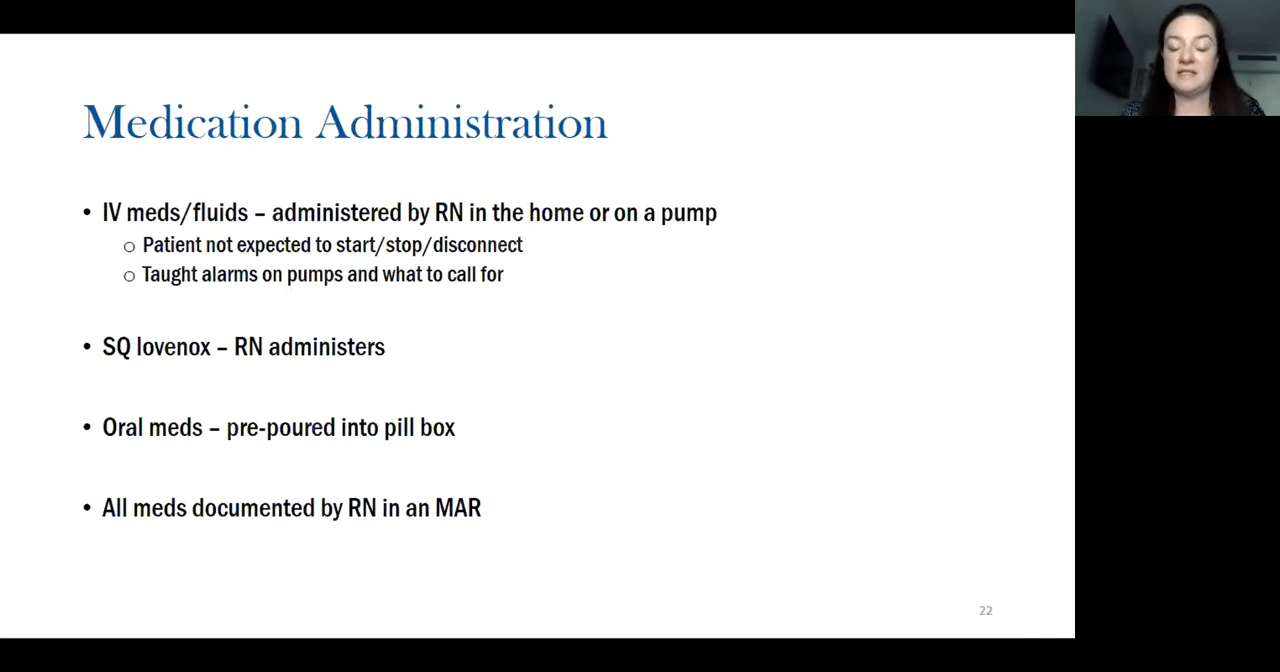 Medication Administration
• IV meds/fluids – administered by RN in the home or on a pump
○ Patient not expected to start/stop/disconnect
○ Taught alarms on pumps and what to call for
• SQ lovenox – RN administers
• Oral meds – pre-poured into pill box
• All meds documented by RN in an MAR
22